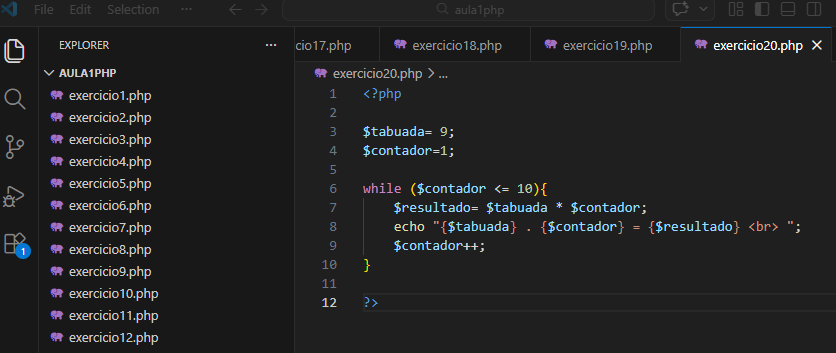 File Edit Selection ... aula1php
EXPLORER ...
AULA1PHP
exercicio1.php
exercicio2.php
exercicio3.php
exercicio4.php
exercicio5.php
exercicio6.php
exercicio7.php
exercicio8.php
exercicio9.php
exercicio10.php
exercicio11.php
exercicio12.php
1
cicio17.php exercicio18.php exercicio19.php exercicio20.php
exercicio20.php > ...
1 <?php
2
3 $tabuada= 9;
4 $contador=1;
5
6 while ($contador <= 10){
7 $resultado= $tabuada * $contador;
8 echo "{$tabuada} . {$contador} = {$resultado} <br> ";
9 $contador++;
10 }
11
12 ?>